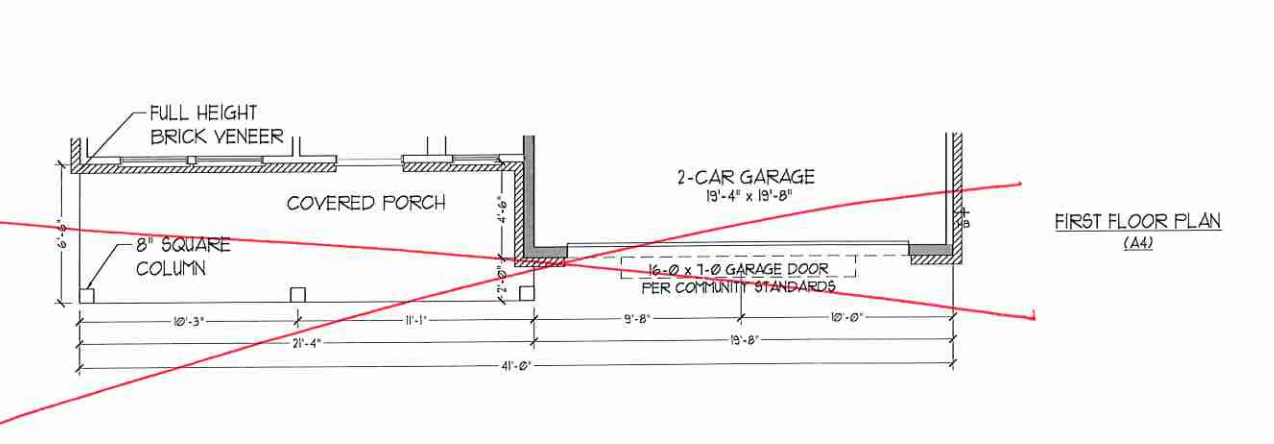 FULL HEIGHT
BRICK VENEER
COVERED PORCH
2-CAR GARAGE
19'-4" x 19'-8"
4'-6"
6'-6"
8" SQUARE
COLUMN
2'-0"
16-0 x 7-0 GARAGE DOOR
PER COMMUNITY STANDARDS
FIRST FLOOR PLAN
(A4)
10'-3"
11'-1"
9'-8"
10'-0"
21'-4"
19'-8"
41'-0"